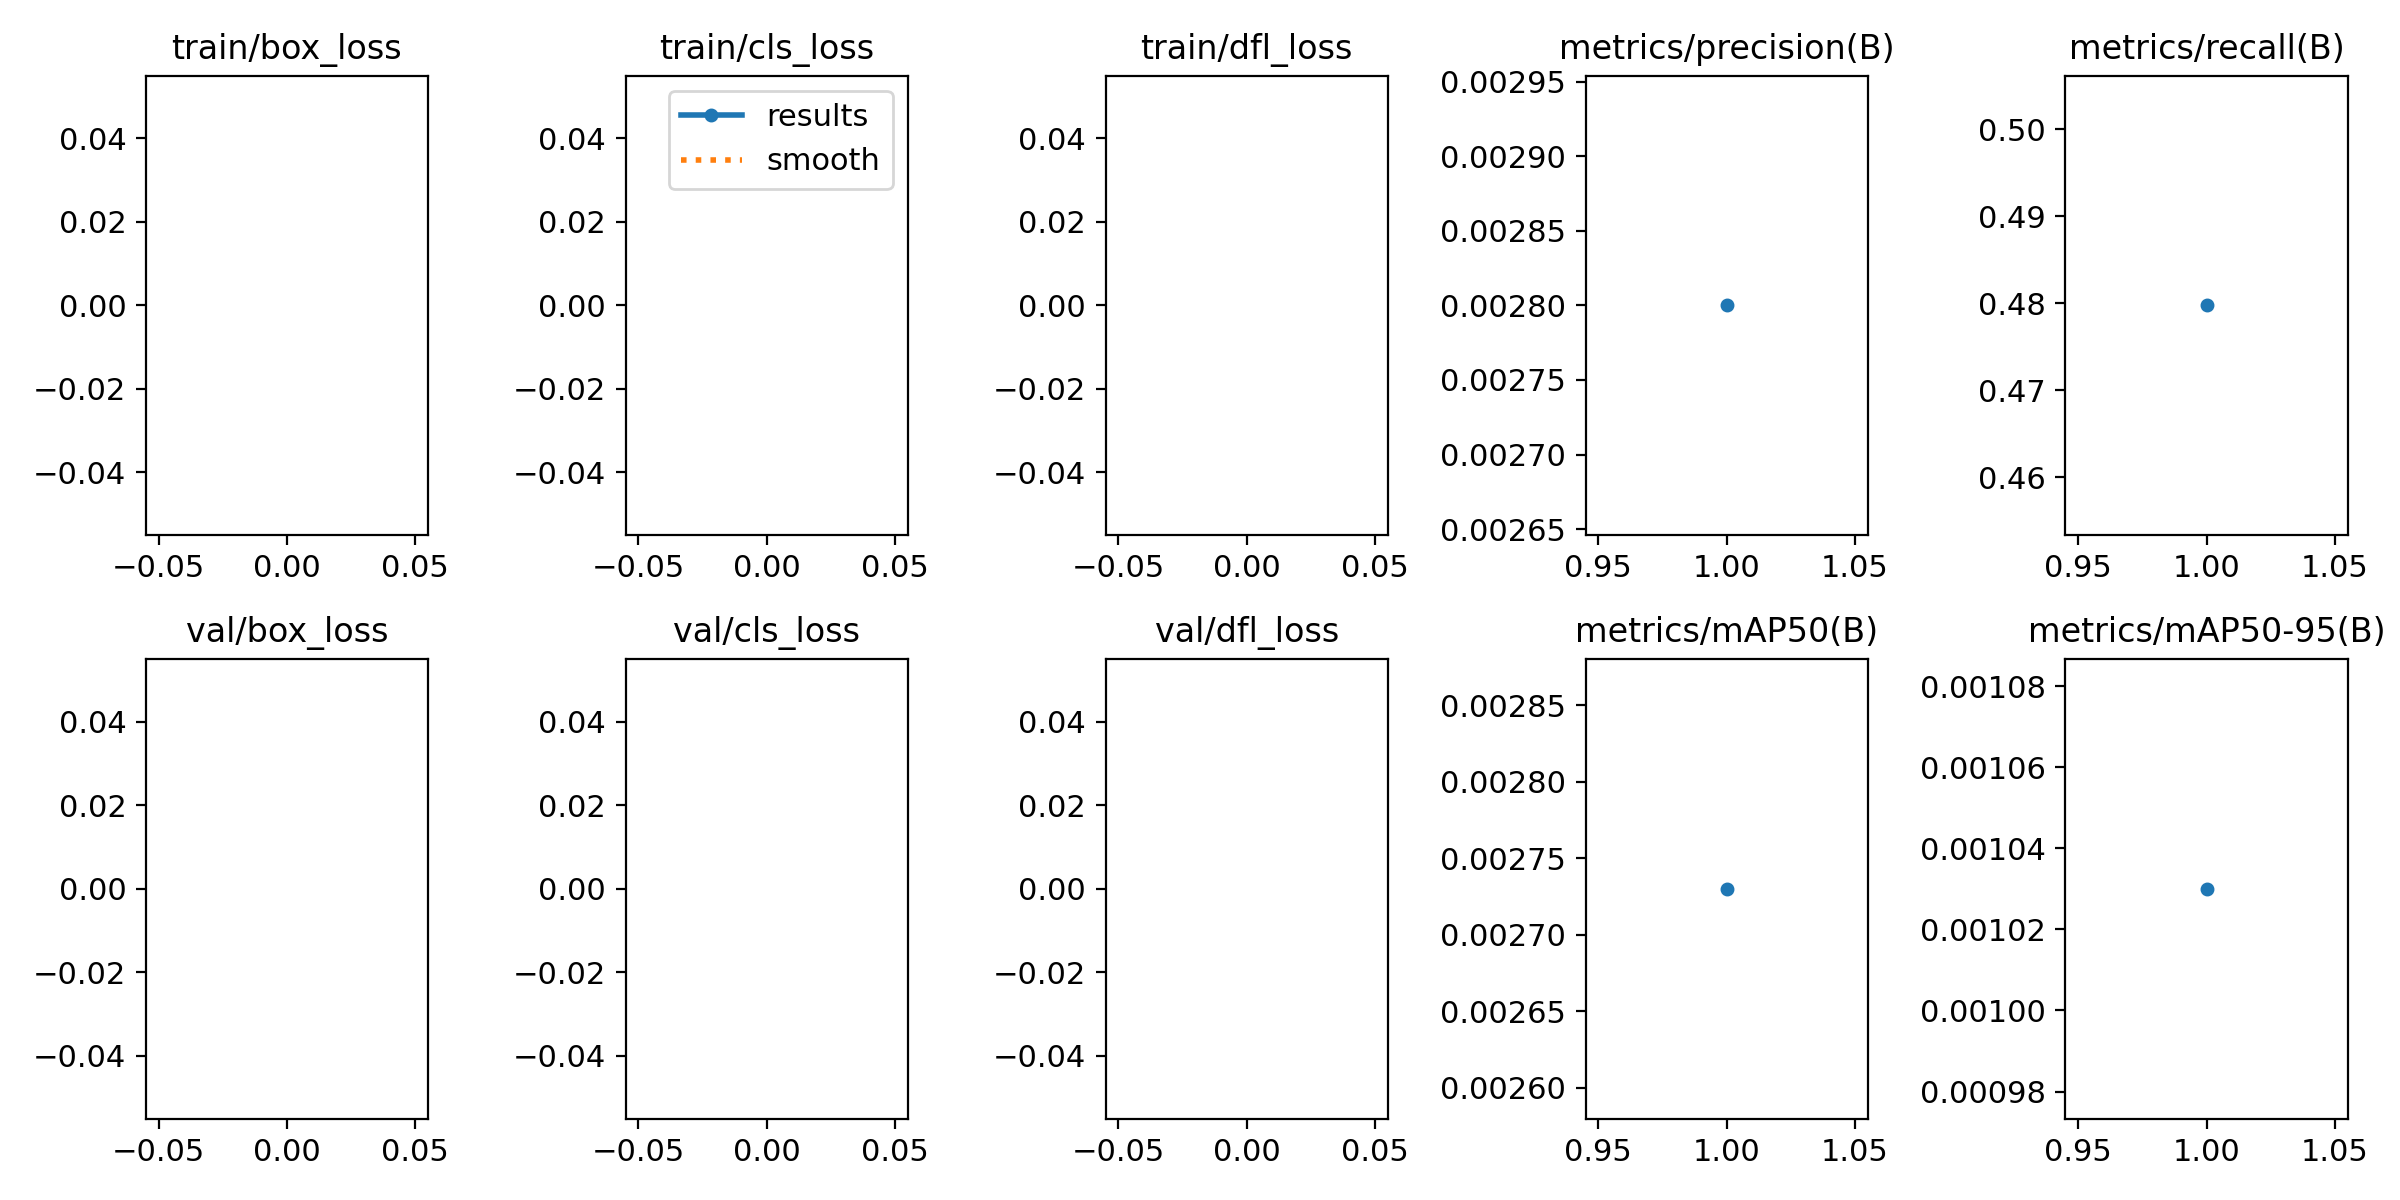 train/box_loss
0.04
0.02
0.00
−0.02
−0.04
−0.05 0.00 0.05
train/cls_loss
results
smooth
0.04
0.02
0.00
−0.02
−0.04
−0.05 0.00 0.05
train/dfl_loss
0.04
0.02
0.00
−0.02
−0.04
−0.05 0.00 0.05
metrics/precision(B)
0.00295
0.00290
0.00285
0.00280
0.00275
0.00270
0.00265
0.95 1.00 1.05
metrics/recall(B)
0.50
0.49
0.48
0.47
0.46
0.95 1.00 1.05
val/box_loss
0.04
0.02
0.00
−0.02
−0.04
−0.05 0.00 0.05
val/cls_loss
0.04
0.02
0.00
−0.02
−0.04
−0.05 0.00 0.05
val/dfl_loss
0.04
0.02
0.00
−0.02
−0.04
−0.05 0.00 0.05
metrics/mAP50(B)
0.00285
0.00280
0.00275
0.00270
0.00265
0.00260
0.95 1.00 1.05
metrics/mAP50-95(B)
0.00108
0.00106
0.00104
0.00102
0.00100
0.00098
0.95 1.00 1.05